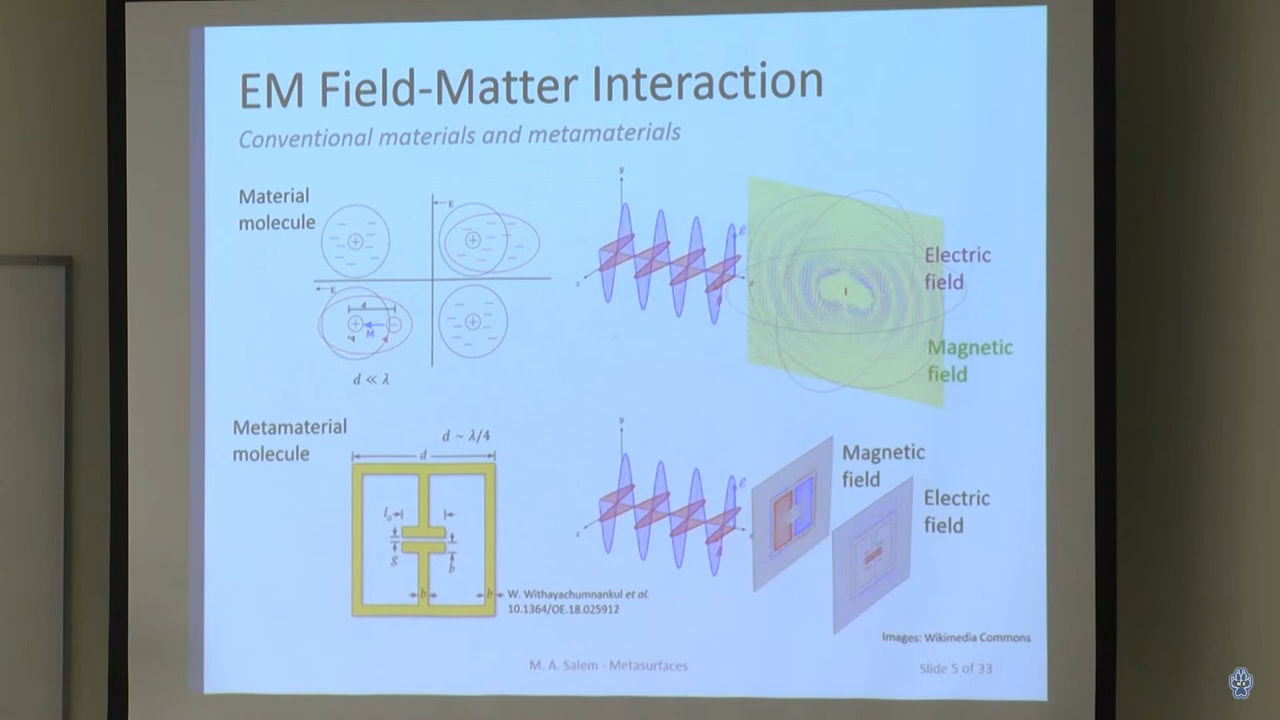 EM Field-Matter Interaction
Conventional materials and metamaterials
Material
molecule
E
E
d
M
d ≪ λ
y
Electric
field
Magnetic
field
Metamaterial
molecule
d ~ λ/4
d
g
b
b
b
W. Withayachumnankul et al.
10.1364/OE.18.025912
y
Magnetic
field
Electric
field
Images: Wikimedia Commons
M. A. Salem - Metasurfaces
Slide 5 of 33